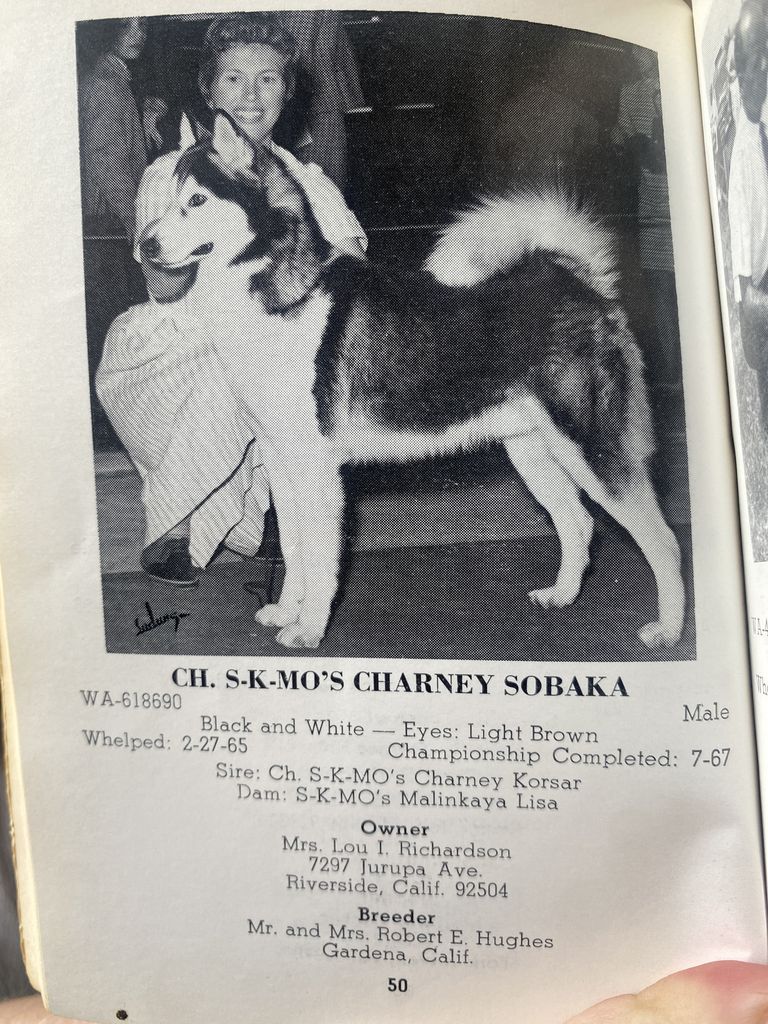 Ludwig
CH. S-K-MO'S CHARNEY SOBAKA
WA-618690
Male
Black and White — Eyes: Light Brown
Whelped: 2-27-65
Championship Completed: 7-67
Sire: Ch. S-K-MO's Charney Korsar
Dam: S-K-MO's Malinkaya Lisa
Owner
Mrs. Lou I. Richardson
7297 Jurupa Ave.
Riverside, Calif. 92504
Breeder
Mr. and Mrs. Robert E. Hughes
Gardena, Calif.
50